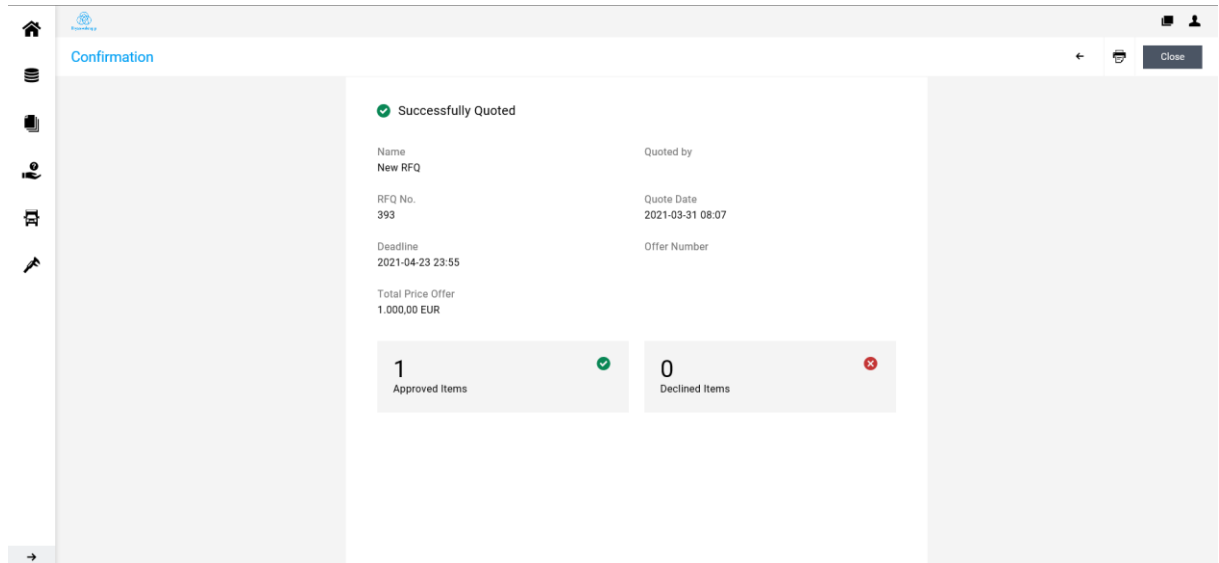 Confirmation
Close
Successfully Quoted
Name
New RFQ
Quoted by
RFQ No.
393
Quote Date
2021-03-31 08:07
Deadline
2021-04-23 23:55
Offer Number
Total Price Offer
1.000,00 EUR
1
Approved Items
0
Declined Items